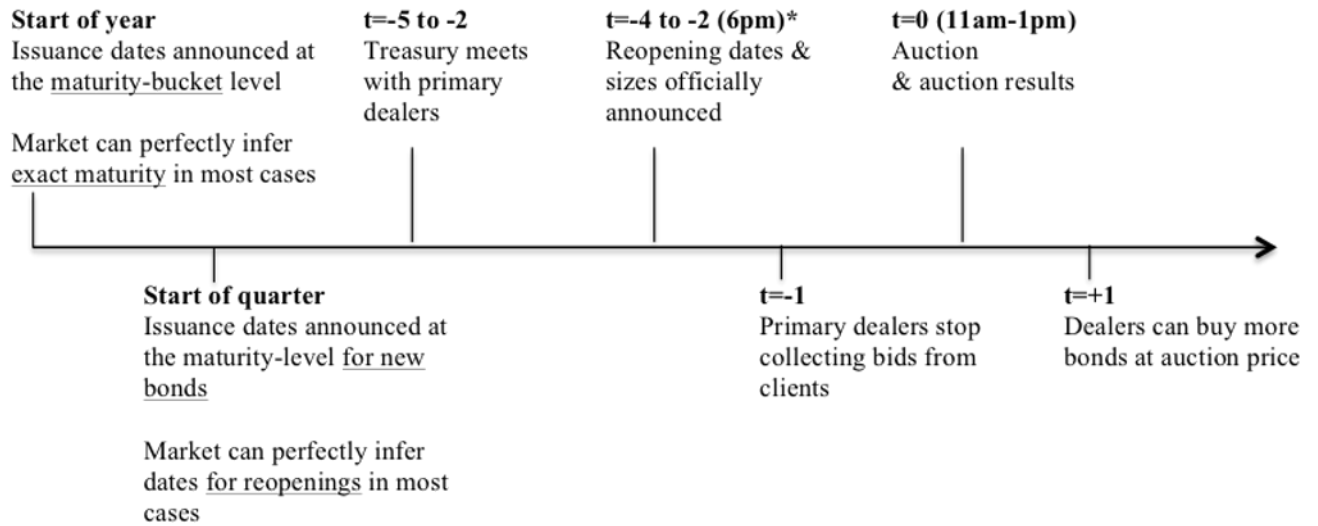 Start of year
Issuance dates announced at
the maturity-bucket level
Market can perfectly infer
exact maturity in most cases
t=-5 to -2
Treasury meets
with primary
dealers
t=-4 to -2 (6pm)*
Reopening dates &
sizes officially
announced
t=0 (11am-1pm)
Auction
& auction results
Start of quarter
Issuance dates announced at
the maturity-level for new
bonds
Market can perfectly infer
dates for reopenings in most
cases
t=-1
Primary dealers stop
collecting bids from
clients
t=+1
Dealers can buy more
bonds at auction price